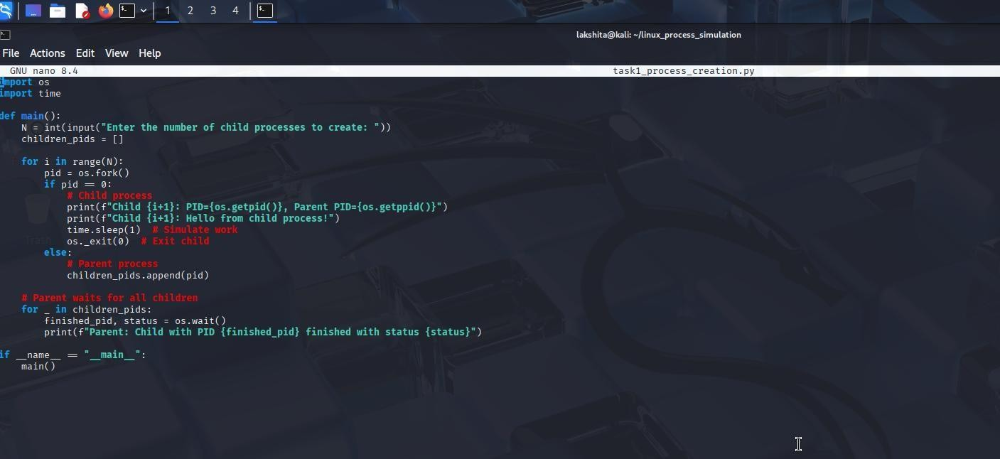 1 2 3 4
lakshita@kali: ~/linux_process_simulation
File Actions Edit View Help
GNU nano 8.4 task1_process_creation.py
import os
import time
def main():
    N = int(input("Enter the number of child processes to create: "))
    children_pids = []
    for i in range(N):
        pid = os.fork()
        if pid == 0:
            # Child process
            print(f"Child {i+1}: PID={os.getpid()}, Parent PID={os.getppid()}")
            print(f"Child {i+1}: Hello from child process!")
            time.sleep(1)  # Simulate work
            os._exit(0)  # Exit child
Trash
        else:
            # Parent process
            children_pids.append(pid)
    # Parent waits for all children
    for _ in children_pids:
        finished_pid, status = os.wait()
        print(f"Parent: Child with PID {finished_pid} finished with status {status}")
if __name__ == "__main__":
    main()